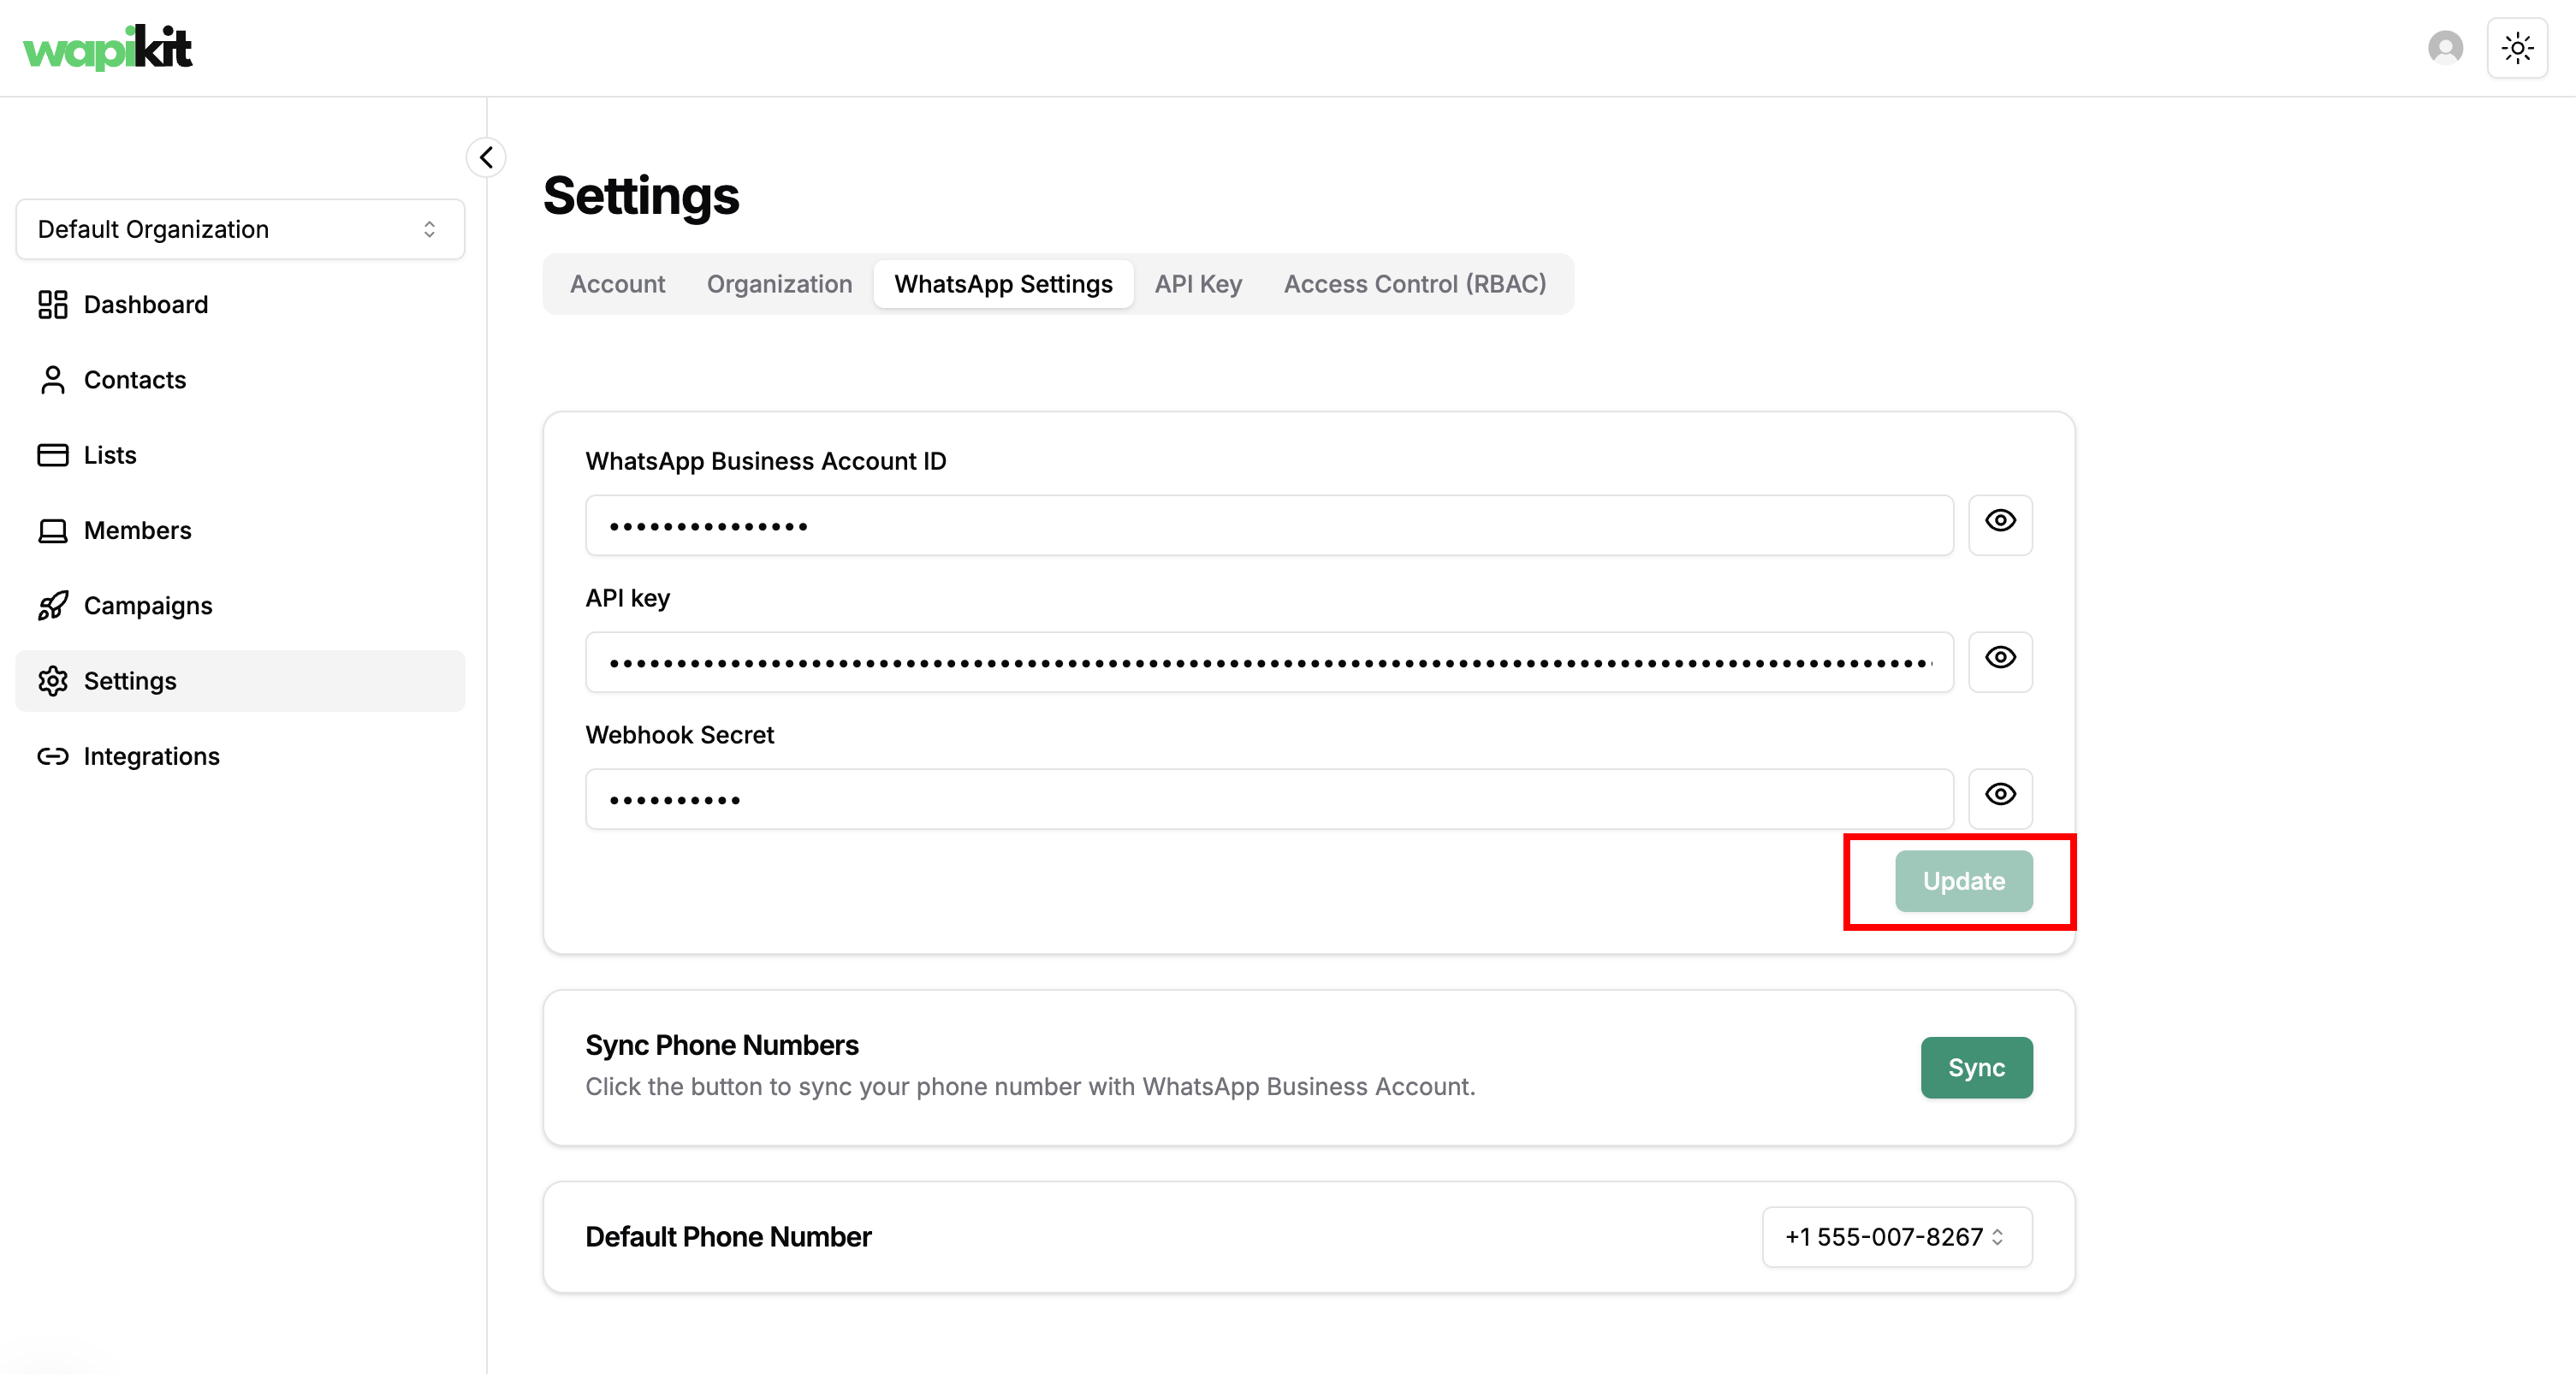 wapikit
Default Organization
Dashboard
Contacts
Lists
Members
Campaigns
Settings
Integrations
Settings
Account Organization WhatsApp Settings API Key Access Control (RBAC)
WhatsApp Business Account ID
API key
Webhook Secret
Update
Sync Phone Numbers
Click the button to sync your phone number with WhatsApp Business Account.
Sync
Default Phone Number
+1 555-007-8267